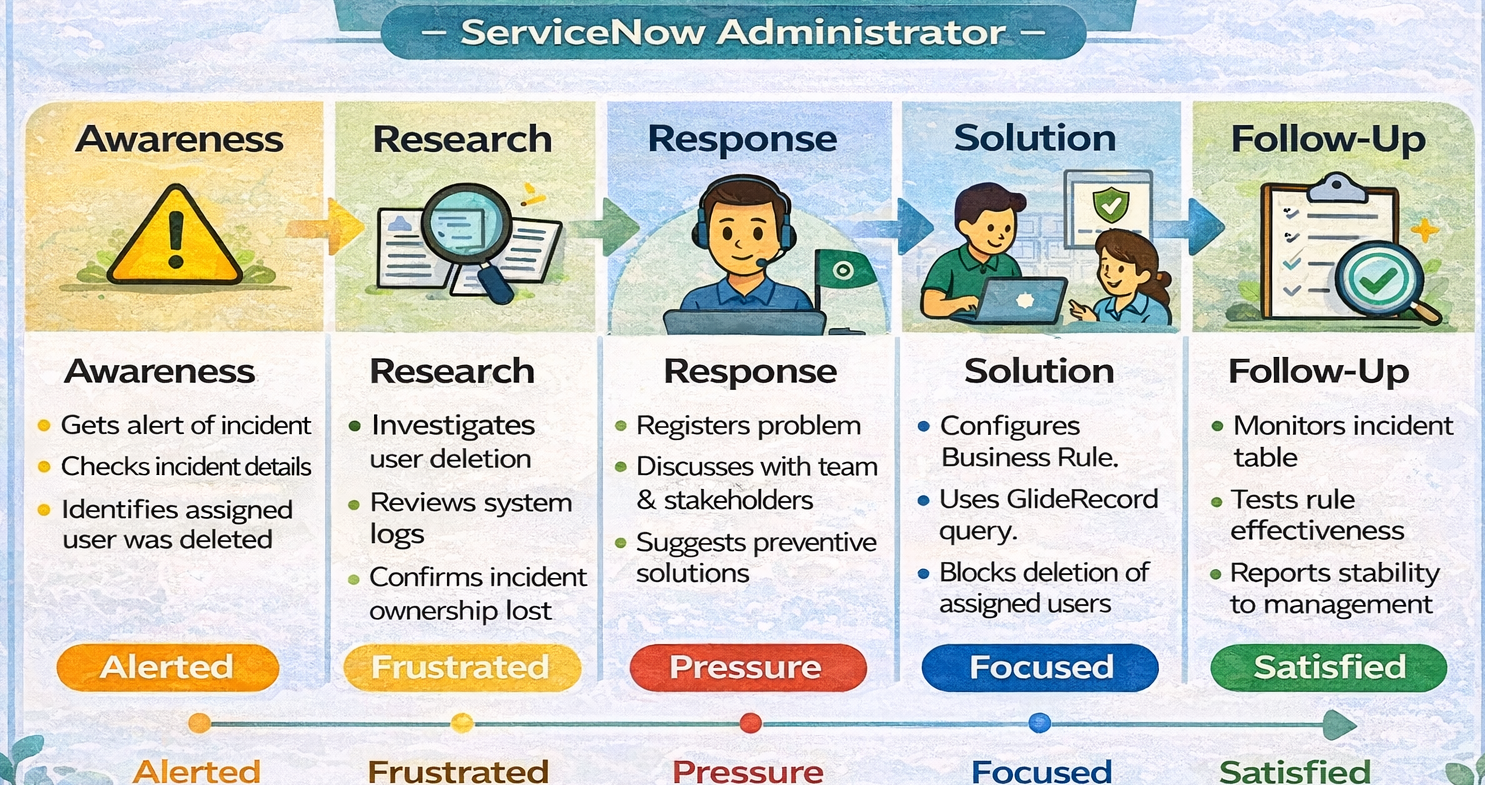 – ServiceNow Administrator –
Awareness
Research
Response
Solution
Follow-Up
Awareness
Gets alert of incident
Checks incident details
Identifies assigned
user was deleted
Alerted
Research
Investigates
user deletion
Reviews system
logs
Confirms incident
ownership lost
Frustrated
Response
Registers problem
Discusses with team
& stakeholders
Suggests preventive
solutions
Pressure
Solution
Configures
Business Rule.
Uses GlideRecord
query.
Blocks deletion of
assigned users
Focused
Follow-Up
Monitors incident
table
Tests rule
effectiveness
Reports stability
to management
Satisfied
Alerted
Frustrated
Pressure
Focused
Satisfied